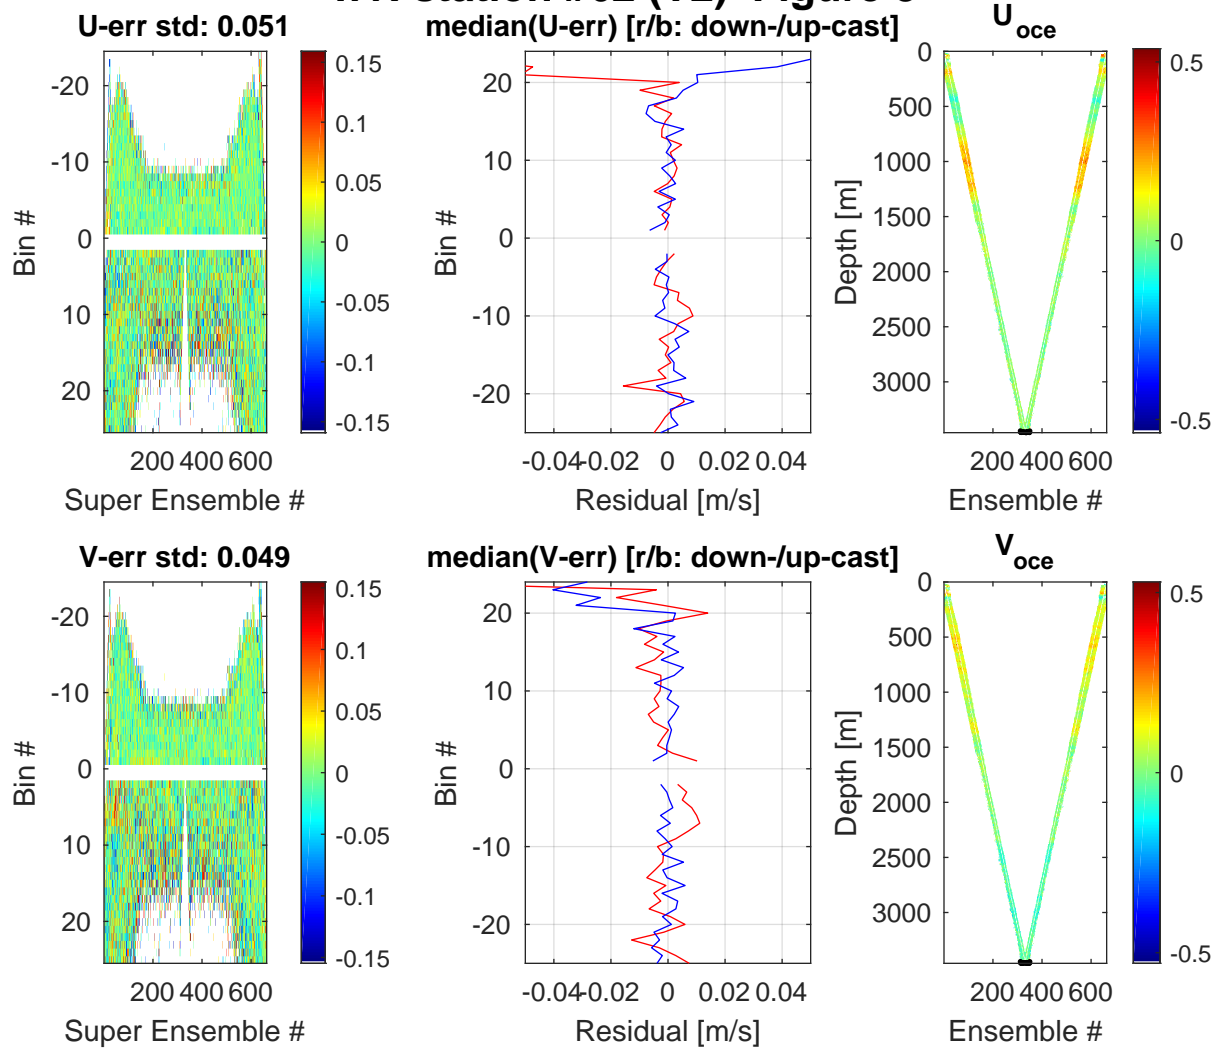 U-err std: 0.051
median(U-err) [r/b: down-/up-cast]
U oce
-20
-10
0
10
20
Bin #
200 400 600
Super Ensemble #
0.15
0.1
0.05
0
-0.05
-0.1
-0.15
20
10
0
-10
-20
Bin #
-0.04 -0.02 0 0.02 0.04
Residual [m/s]
0
500
1000
1500
2000
2500
3000
Depth [m]
200 400 600
Ensemble #
0.5
0
-0.5
V-err std: 0.049
median(V-err) [r/b: down-/up-cast]
V oce
-20
-10
0
10
20
Bin #
200 400 600
Super Ensemble #
0.15
0.1
0.05
0
-0.05
-0.1
-0.15
20
10
0
-10
-20
Bin #
-0.04 -0.02 0 0.02 0.04
Residual [m/s]
0
500
1000
1500
2000
2500
3000
Depth [m]
200 400 600
Ensemble #
0.5
0
-0.5